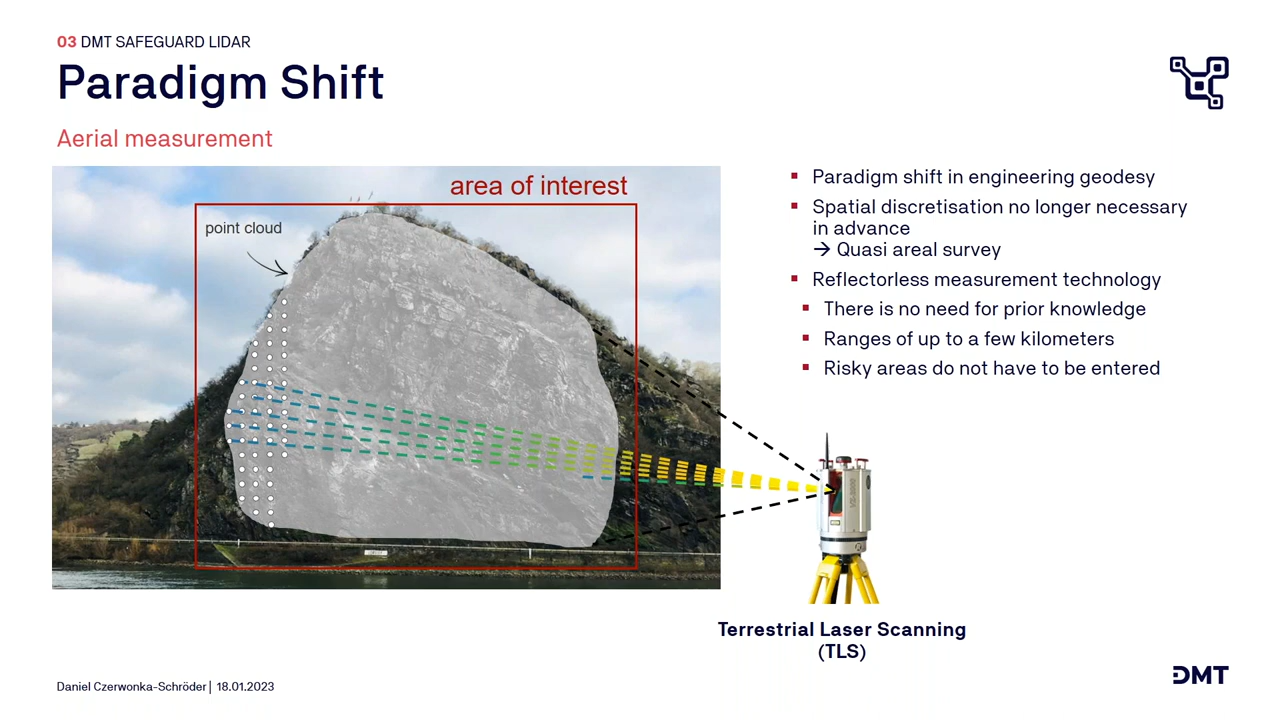 03 DMT SAFEGUARD LIDAR
Paradigm Shift
Aerial measurement
area of interest
point cloud
▪ Paradigm shift in engineering geodesy
▪ Spatial discretisation no longer necessary
in advance
→ Quasi areal survey
▪ Reflectorless measurement technology
▪ There is no need for prior knowledge
▪ Ranges of up to a few kilometers
▪ Risky areas do not have to be entered
Terrestrial Laser Scanning
(TLS)
Daniel Czerwonka-Schröder | 18.01.2023
DMT